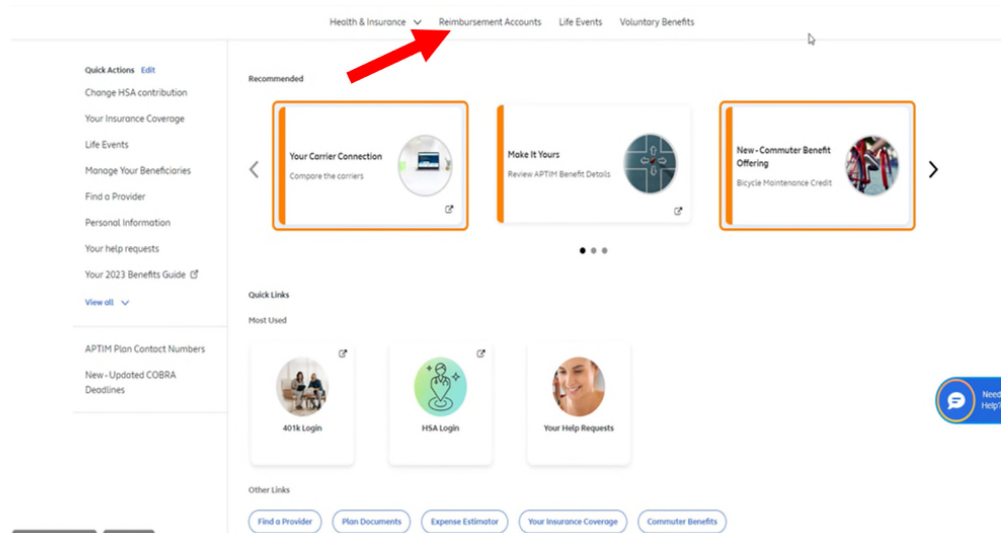 Health & Insurance Reimbursement Accounts Life Events Voluntary Benefits
Quick Actions Edit
Change HSA contribution
Your Insurance Coverage
Life Events
Manage Your Beneficiaries
Find a Provider
Personal Information
Your help requests
Your 2023 Benefits Guide
View all
APTIM Plan Contact Numbers
New - Updated COBRA
Deadlines
Recommended
Your Carrier Connection
Compare the carriers
Make It Yours
Review APTIM Benefit Details
New - Commuter Benefit
Offering
Bicycle Maintenance Credit
Quick Links
Most Used
401k Login
HSA Login
Your Help Requests
Other Links
Find a Provider
Plan Documents
Expense Estimator
Your Insurance Coverage
Commuter Benefits
Need
Help?